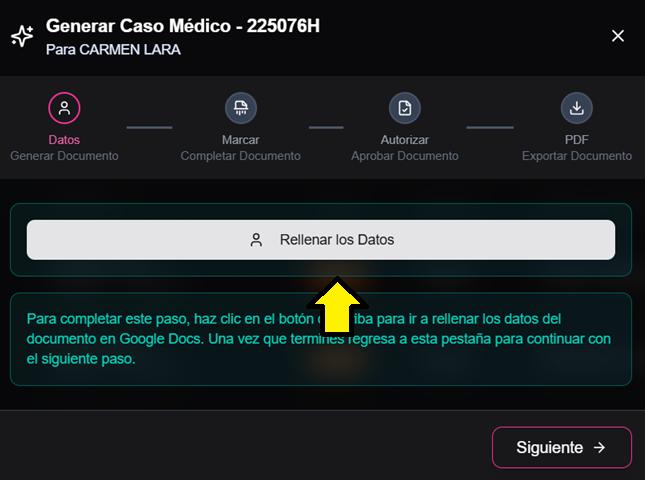 Generar Caso Médico - 225076H
Para CARMEN LARA
Datos
Generar Documento
Marcar
Completar Documento
Autorizar
Aprobar Documento
PDF
Exportar Documento
Rellenar los Datos
Para completar este paso, haz clic en el botón para ir a rellenar los datos del
documento en Google Docs. Una vez que termines regresa a esta pestaña para continuar con
el siguiente paso.
Siguiente